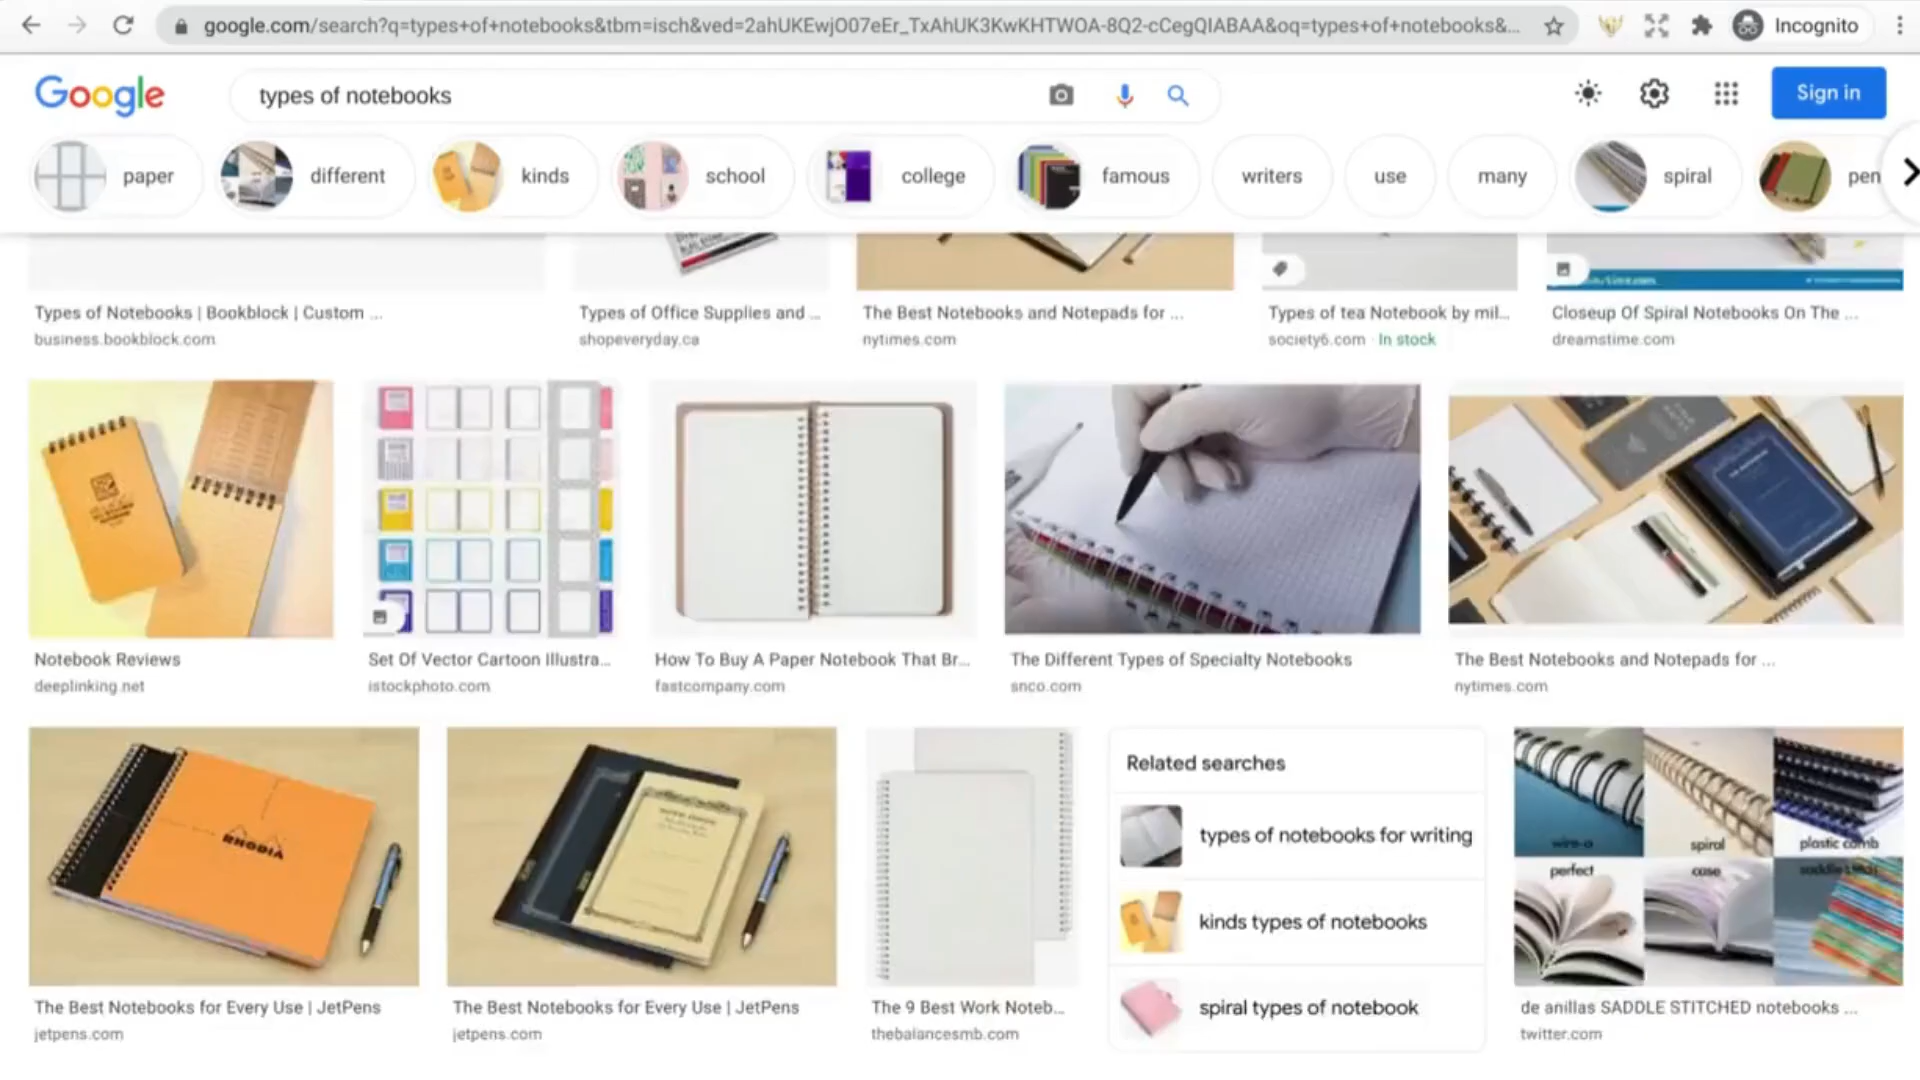 google.com/search?q=types+of+notebooks&tbm=isch&ved=2ahUKEwjO07eEr_TxAhUK3KwKHTWOA-8Q2-cCegQIABAA&oq=types+of+notebooks&...
Incognito
Google
types of notebooks
Sign in
paper
different
kinds
school
college
famous
writers
use
many
spiral
pen
Types of Notebooks | Bookblock | Custom ...
business.bookblock.com
Types of Office Supplies and ...
shopeveryday.ca
The Best Notebooks and Notepads for ...
nytimes.com
Types of tea Notebook by mil...
society6.com · In stock
Closeup Of Spiral Notebooks On The ...
dreamstime.com
Notebook Reviews
deeplinking.net
Set Of Vector Cartoon Illustra...
istockphoto.com
How To Buy A Paper Notebook That Br...
fastcompany.com
The Different Types of Specialty Notebooks
snco.com
The Best Notebooks and Notepads for ...
nytimes.com
RHODIA
The Best Notebooks for Every Use | JetPens
jetpens.com
The Best Notebooks for Every Use | JetPens
jetpens.com
The 9 Best Work Noteb...
thebalancesmb.com
Related searches
types of notebooks for writing
kinds types of notebooks
spiral types of notebook
wire-o
spiral
plastic comb
perfect
case
saddle stitch
de anillas SADDLE STITCHED notebooks ...
twitter.com